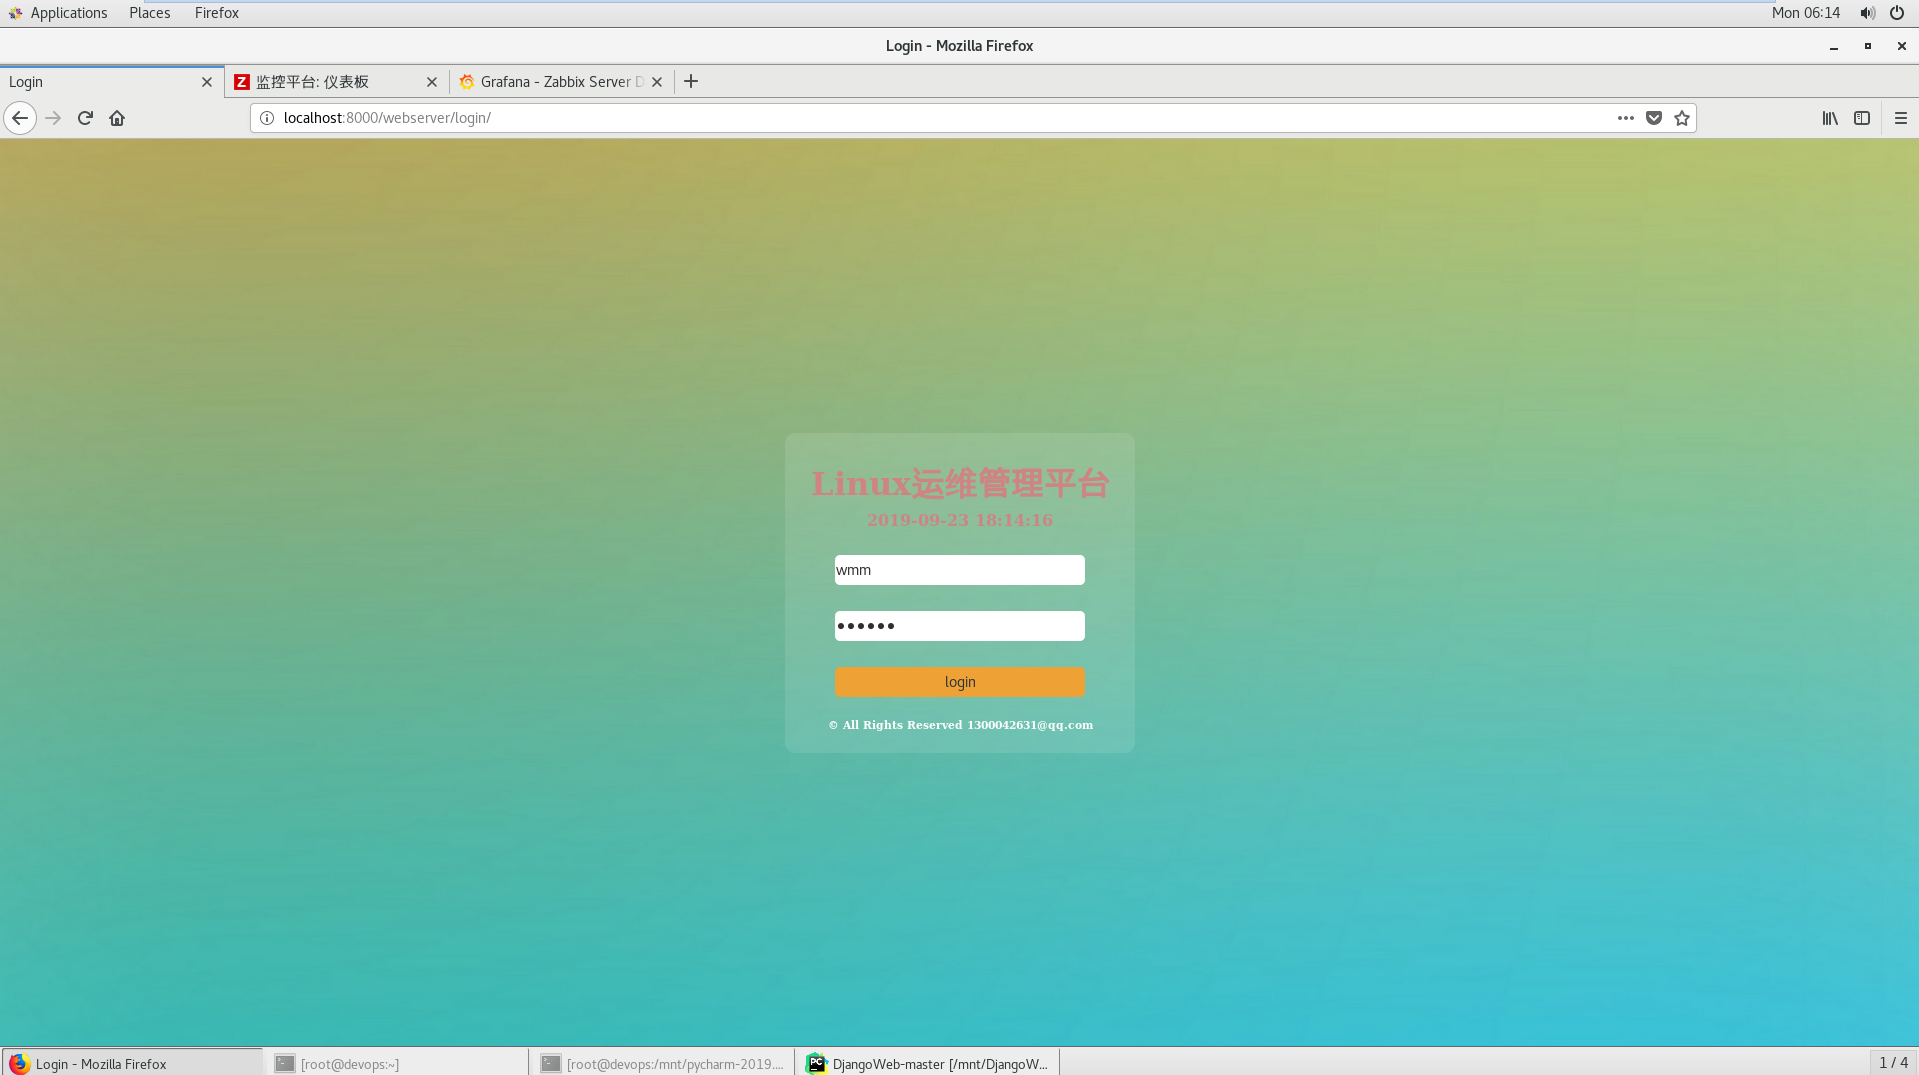 Applications Places Firefox Mon 06:14
Login - Mozilla Firefox
Login 监控平台: 仪表板 Grafana - Zabbix Server D
localhost:8000/webserver/login/
Linux运维管理平台
2019-09-23 18:14:16
wmm
••••••
login
© All Rights Reserved 1300042631@qq.com
Login - Mozilla Firefox [root@devops:~] [root@devops:/mnt/pycharm-2019.... DjangoWeb-master [/mnt/DjangoW... 1 / 4